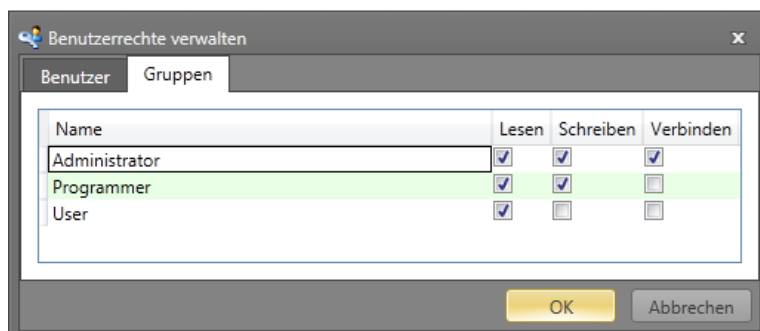 Benutzerrechte verwalten
Benutzer Gruppen
Name Lesen Schreiben Verbinden
Administrator
Programmer
User
OK Abbrechen